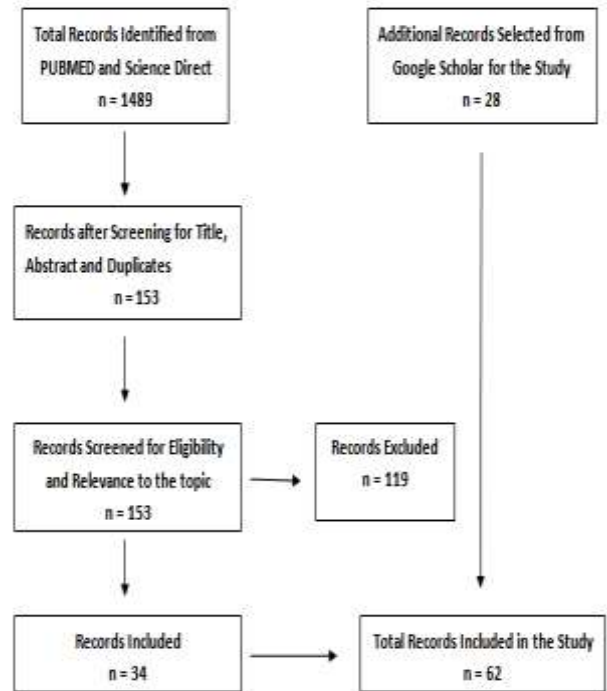 Total Records Identified from
PUBMED and Science Direct
n = 1489
Additional Records Selected from
Google Scholar for the Study
n = 28
Records after Screening for Title,
Abstract and Duplicates
n = 153
Records Screened for Eligibility
and Relevance to the topic
n = 153
Records Excluded
n = 119
Records Included
n = 34
Total Records Included in the Study
n = 62